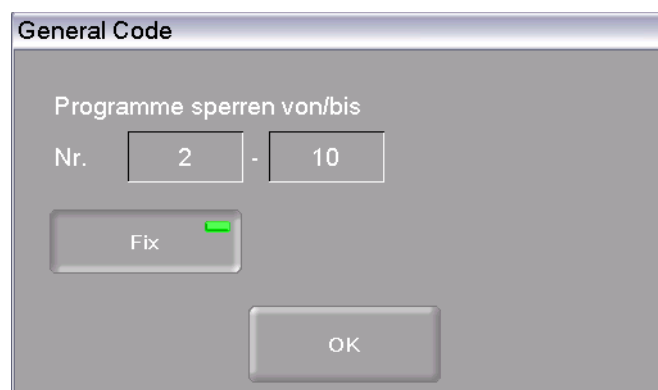 General Code
Programme sperren von/bis
Nr. 2 - 10
Fix
OK